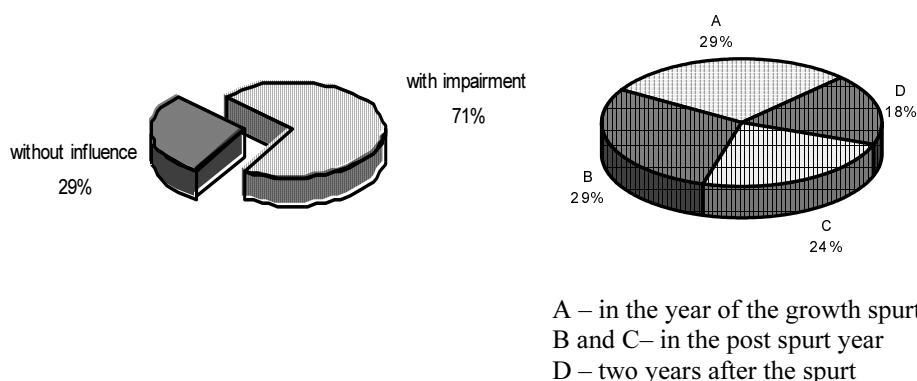 with impairment
71%
without influence
29%
A
29%
D
18%
B
29%
C
24%
A – in the year of the growth spurt
B and C– in the post spurt year
D – two years after the spurt